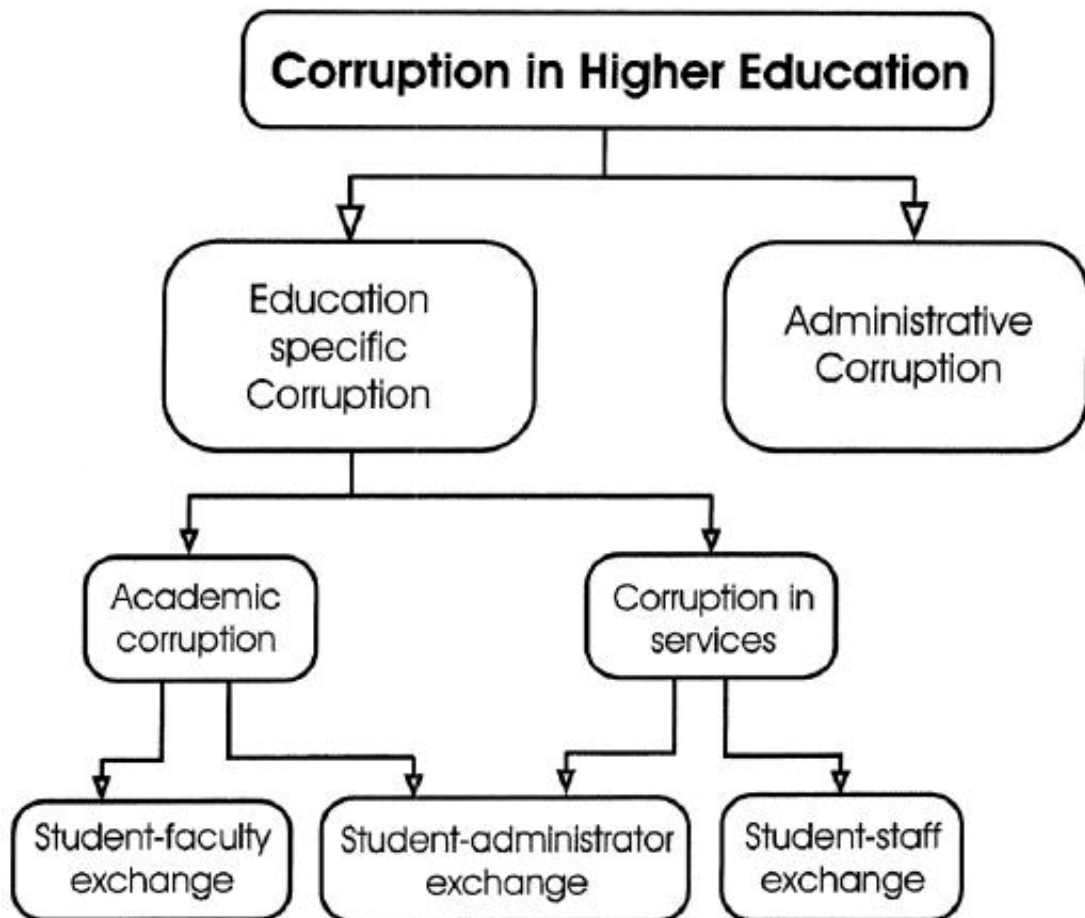 Corruption in Higher Education
Education
specific
Corruption
Administrative
Corruption
Academic
corruption
Corruption in
services
Student-faculty
exchange
Student-administrator
exchange
Student-staff
exchange